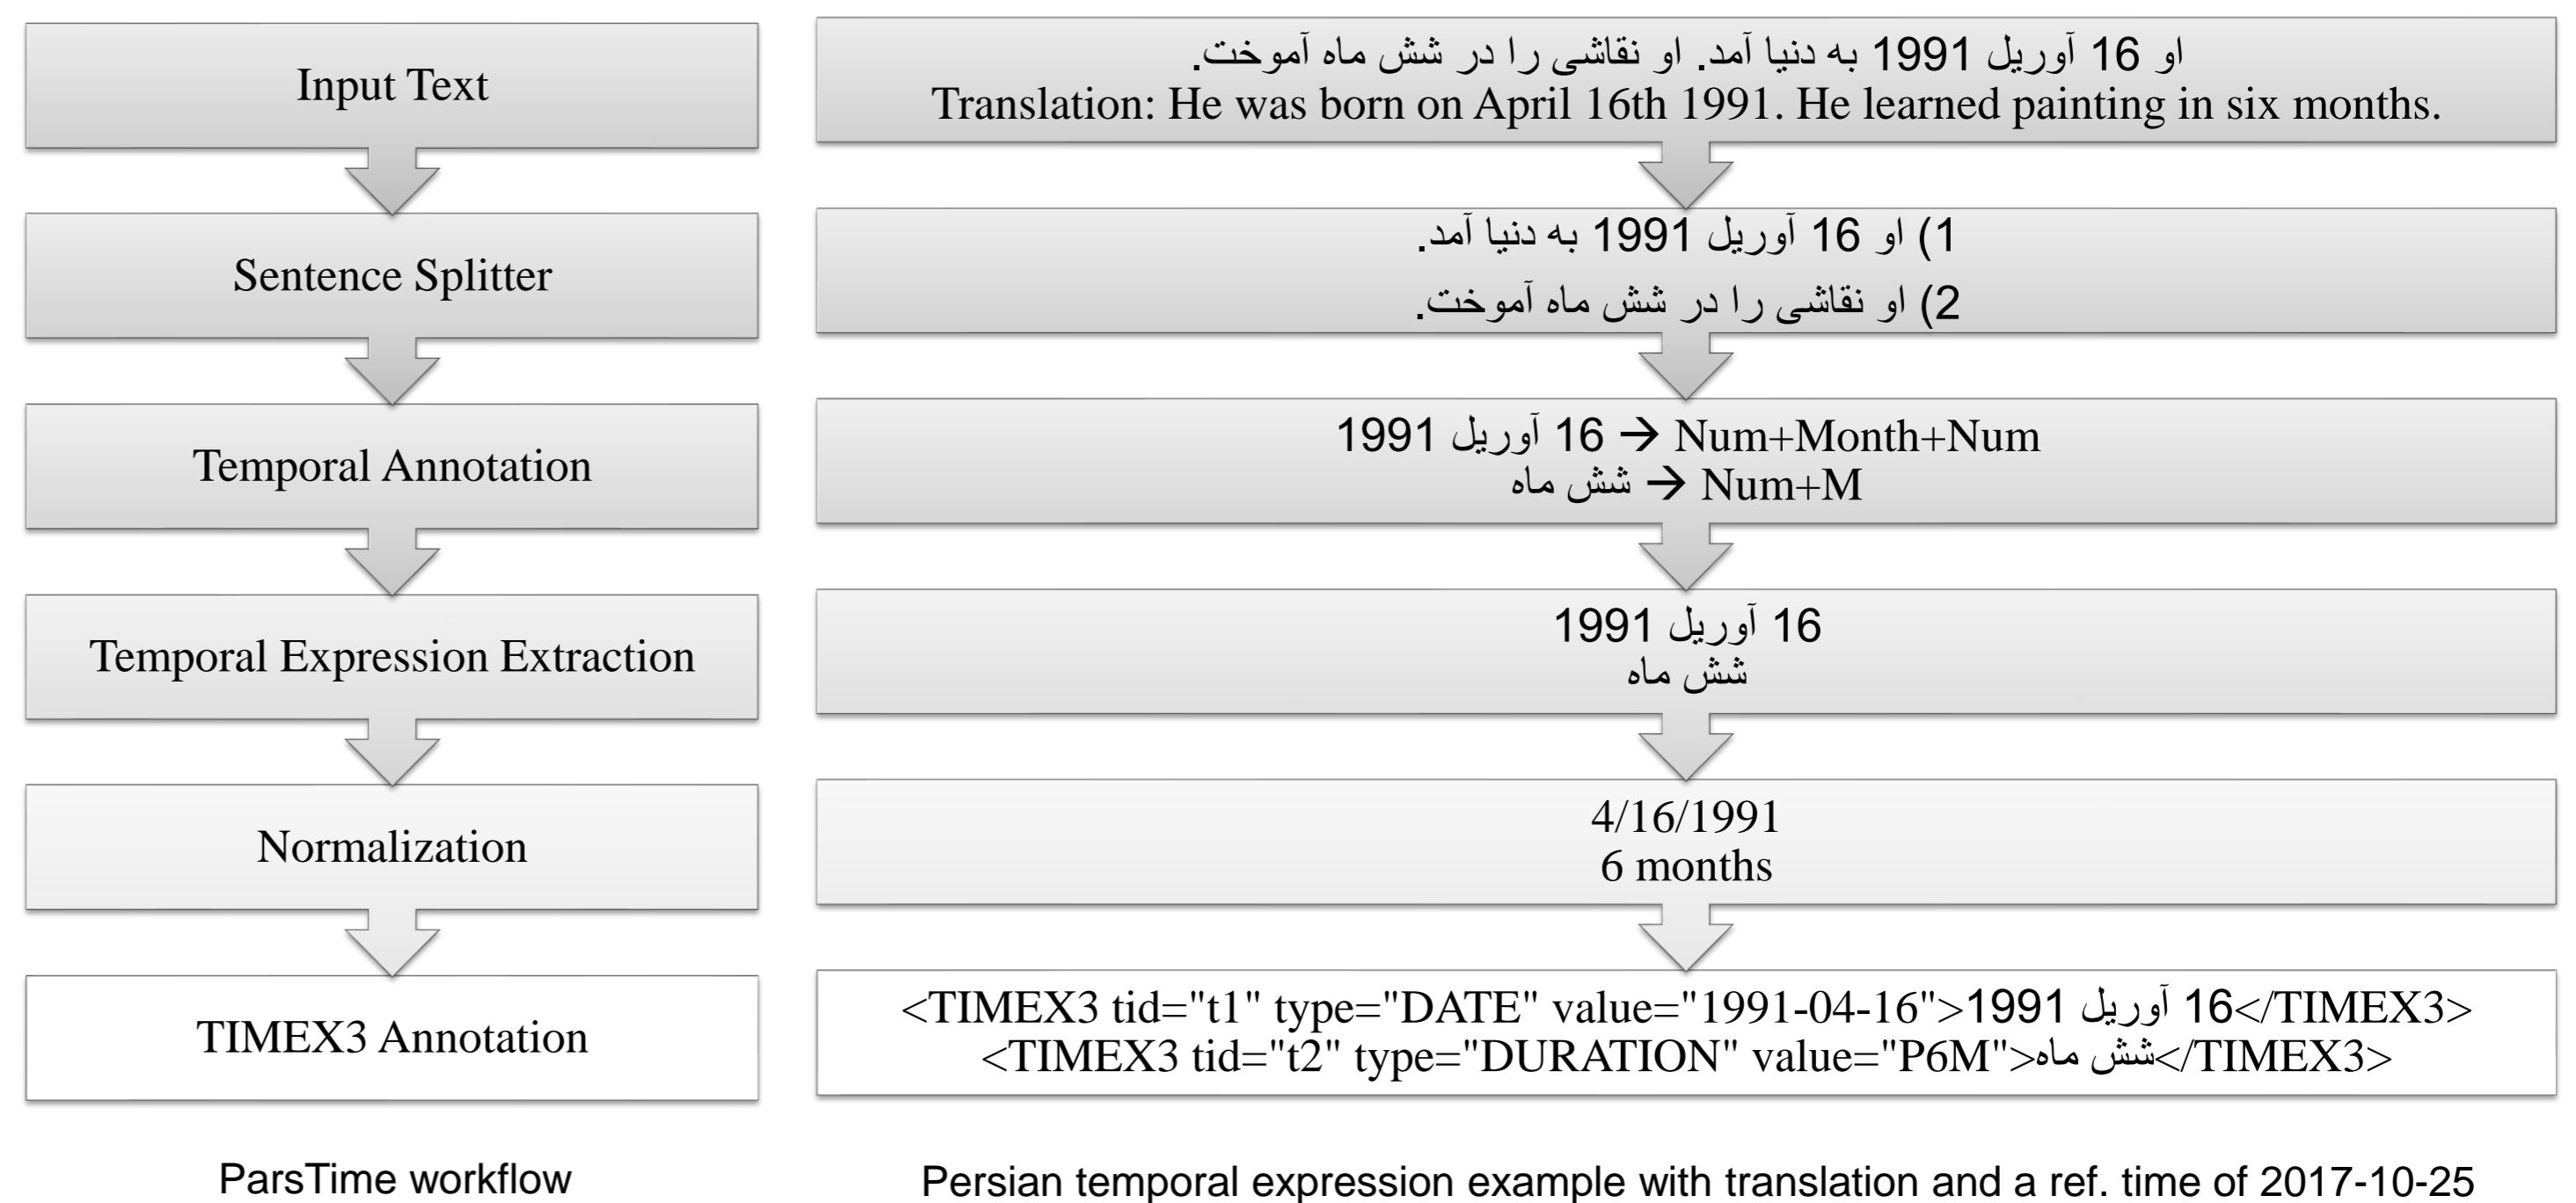 Input Text
Sentence Splitter
Temporal Annotation
Temporal Expression Extraction
Normalization
TIMEX3 Annotation
ParsTime workflow
او 16 آوریل 1991 به دنیا آمد. او نقاشی را در شش ماه آموخت.
Translation: He was born on April 16th 1991. He learned painting in six months.
1) او 16 آوریل 1991 به دنیا آمد.
2) او نقاشی را در شش ماه آموخت.
16 آوریل 1991 → Num+Month+Num
شش ماه → Num+M
16 آوریل 1991
شش ماه
4/16/1991
6 months
<TIMEX3 tid="t1" type="DATE" value="1991-04-16">16 آوریل 1991</TIMEX3>
<TIMEX3 tid="t2" type="DURATION" value="P6M">شش ماه</TIMEX3>
Persian temporal expression example with translation and a ref. time of 2017-10-25